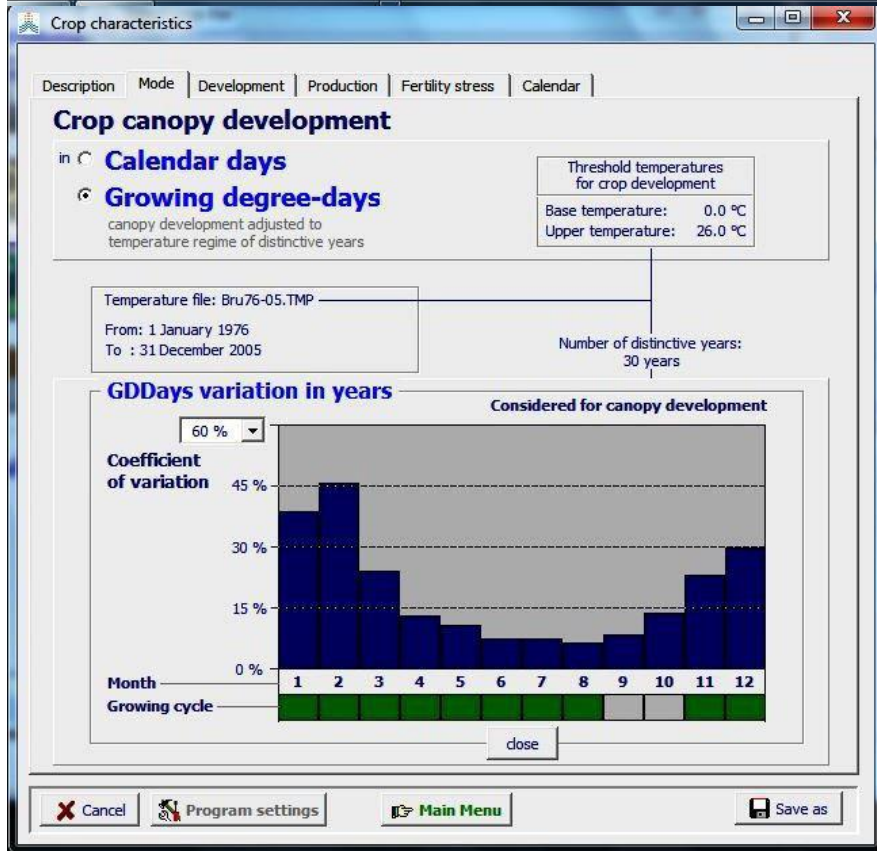 Crop characteristics
Description Mode Development Production Fertility stress Calendar
Crop canopy development
in Calendar days
Growing degree-days
canopy development adjusted to
temperature regime of distinctive years
Threshold temperatures
for crop development
Base temperature: 0.0 ºC
Upper temperature: 26.0 ºC
Temperature file: Bru76-05.TMP
From: 1 January 1976
To : 31 December 2005
Number of distinctive years:
30 years
GDDays variation in years
Considered for canopy development
60 %
Coefficient
of variation
45 %
30 %
15 %
0 %
Month 1 2 3 4 5 6 7 8 9 10 11 12
Growing cycle
close
Cancel Program settings Main Menu Save as